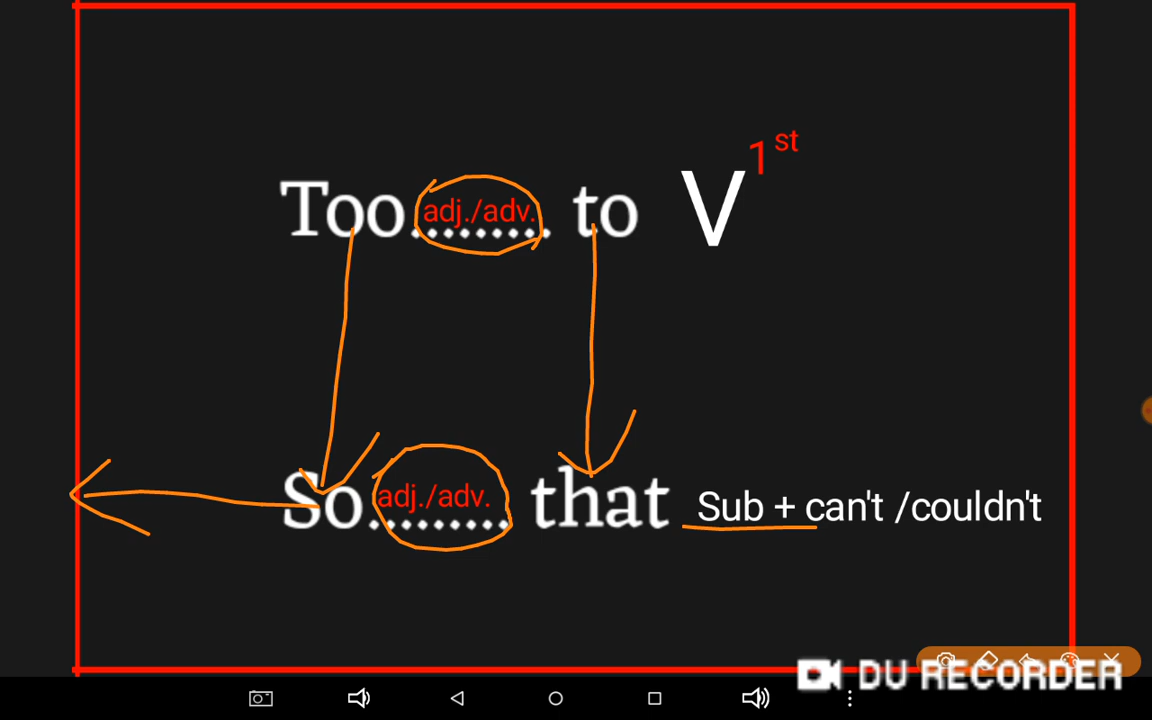 Too adj./adv. ......... to V 1st
So adj./adv. ......... that Sub + can't /couldn't
DU RECORDER